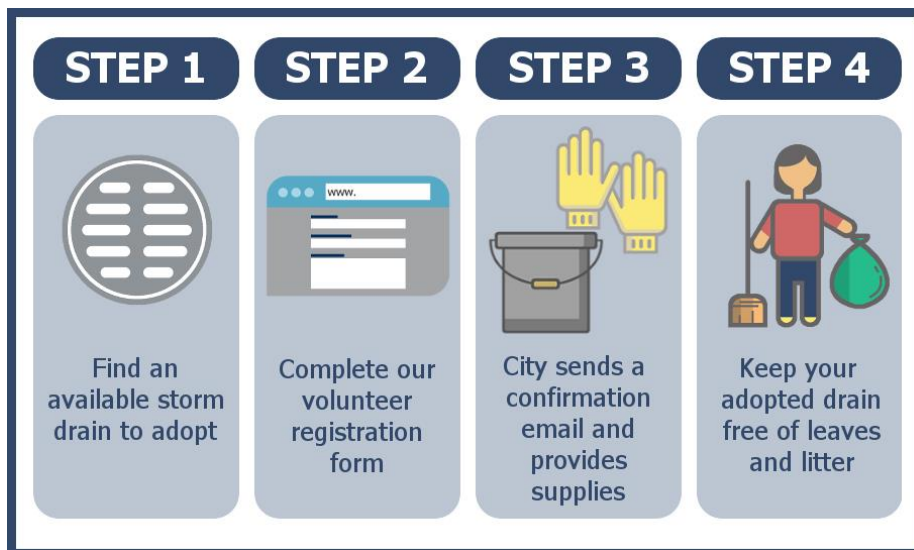 STEP 1
STEP 2
STEP 3
STEP 4
Find an
available storm
drain to adopt
www.
Complete our
volunteer
registration
form
City sends a
confirmation
email and
provides
supplies
Keep your
adopted drain
free of leaves
and litter